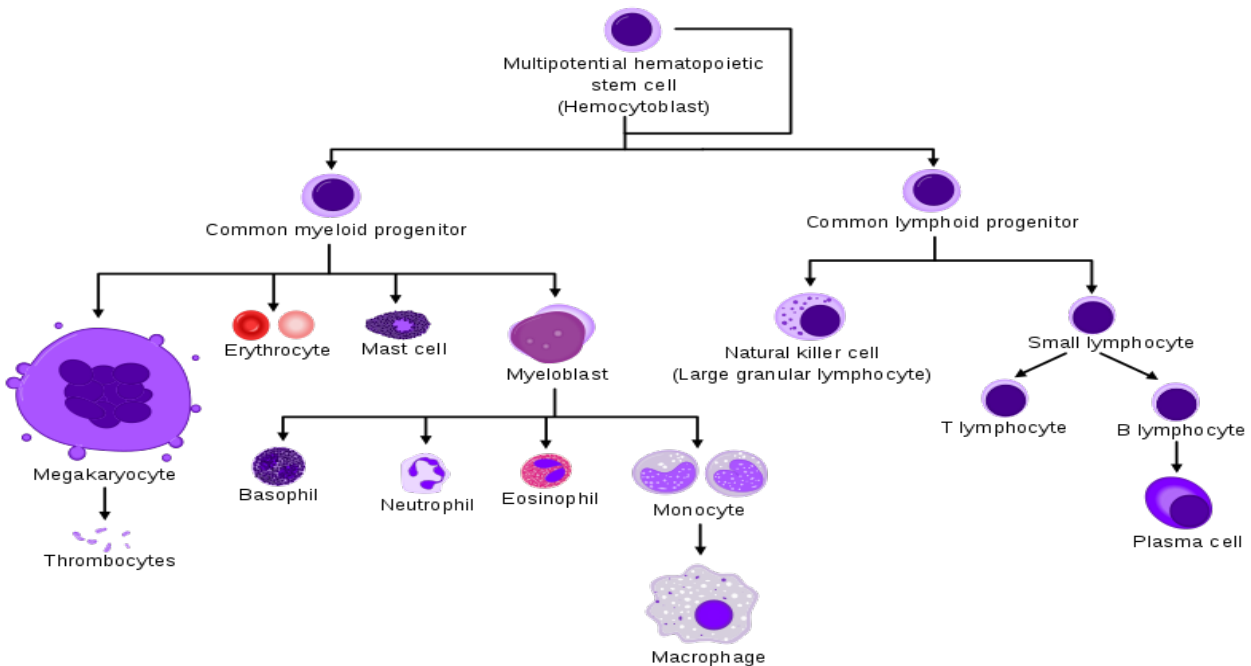 Multipotential hematopoietic
stem cell
(Hemocytoblast)
Common myeloid progenitor
Common lymphoid progenitor
Erythrocyte
Mast cell
Myeloblast
Natural killer cell
(Large granular lymphocyte)
Small lymphocyte
T lymphocyte
B lymphocyte
Megakaryocyte
Basophil
Neutrophil
Eosinophil
Monocyte
Plasma cell
Thrombocytes
Macrophage